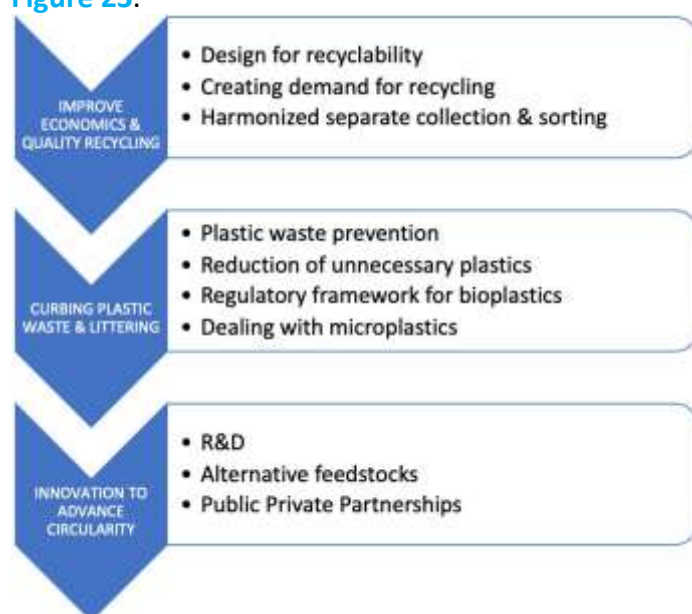 Figure 23.
IMPROVE
ECONOMICS &
QUALITY RECYCLING
• Design for recyclability
• Creating demand for recycling
• Harmonized separate collection & sorting
CURBING PLASTIC
WASTE & LITTERING
• Plastic waste prevention
• Reduction of unnecessary plastics
• Regulatory framework for bioplastics
• Dealing with microplastics
INNOVATION TO
ADVANCE
CIRCULARITY
• R&D
• Alternative feedstocks
• Public Private Partnerships